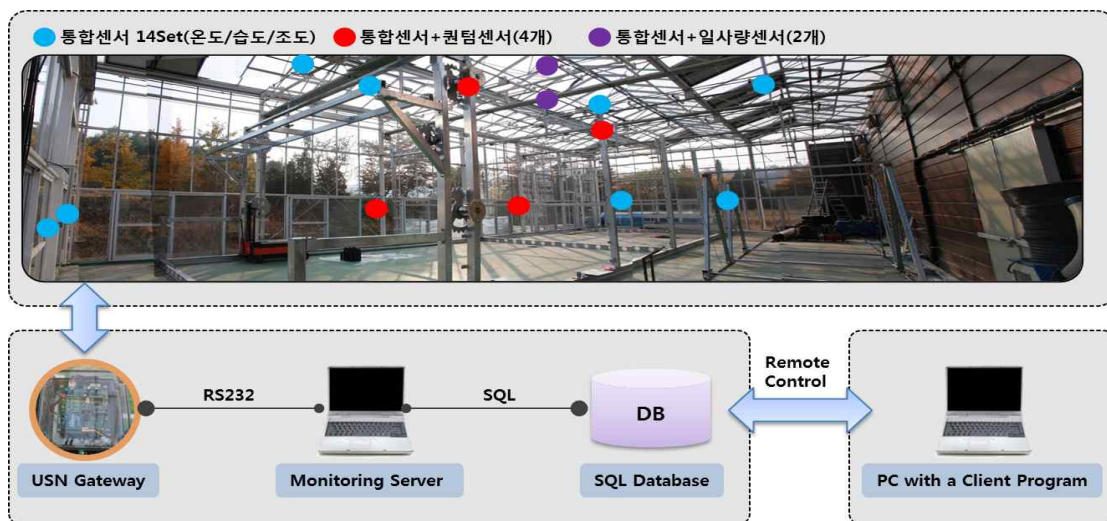 통합센서 14Set(온도/습도/조도)
통합센서+퀀텀센서(4개)
통합센서+일사량센서(2개)
RS232
SQL
DB
Remote
Control
USN Gateway
Monitoring Server
SQL Database
PC with a Client Program